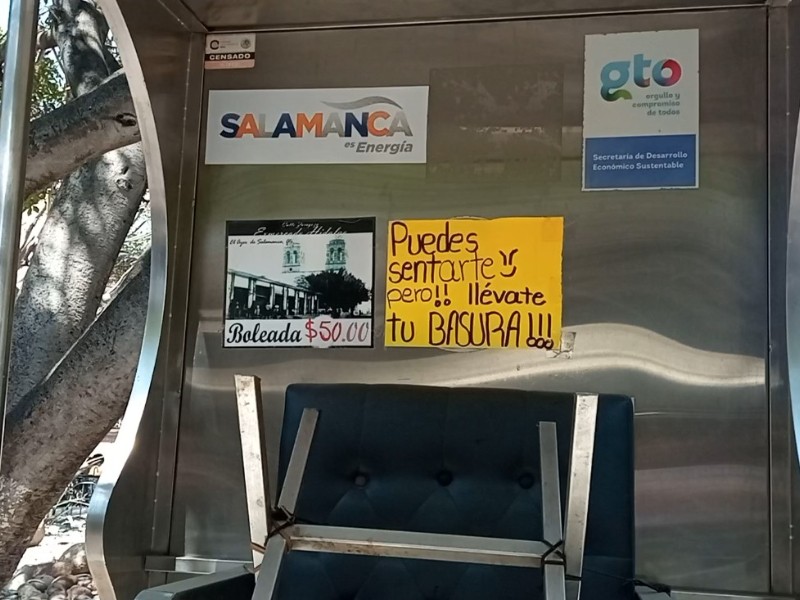 CENSADO
SALAMANCA
es Energía
gto
orgullo y
compromiso
de todos
Secretaría de Desarrollo
Económico Sustentable
El Ayer de Salamanca
Boleada $50.00
Puedes
sentarte
pero!! llévate
tu BASURA!!!